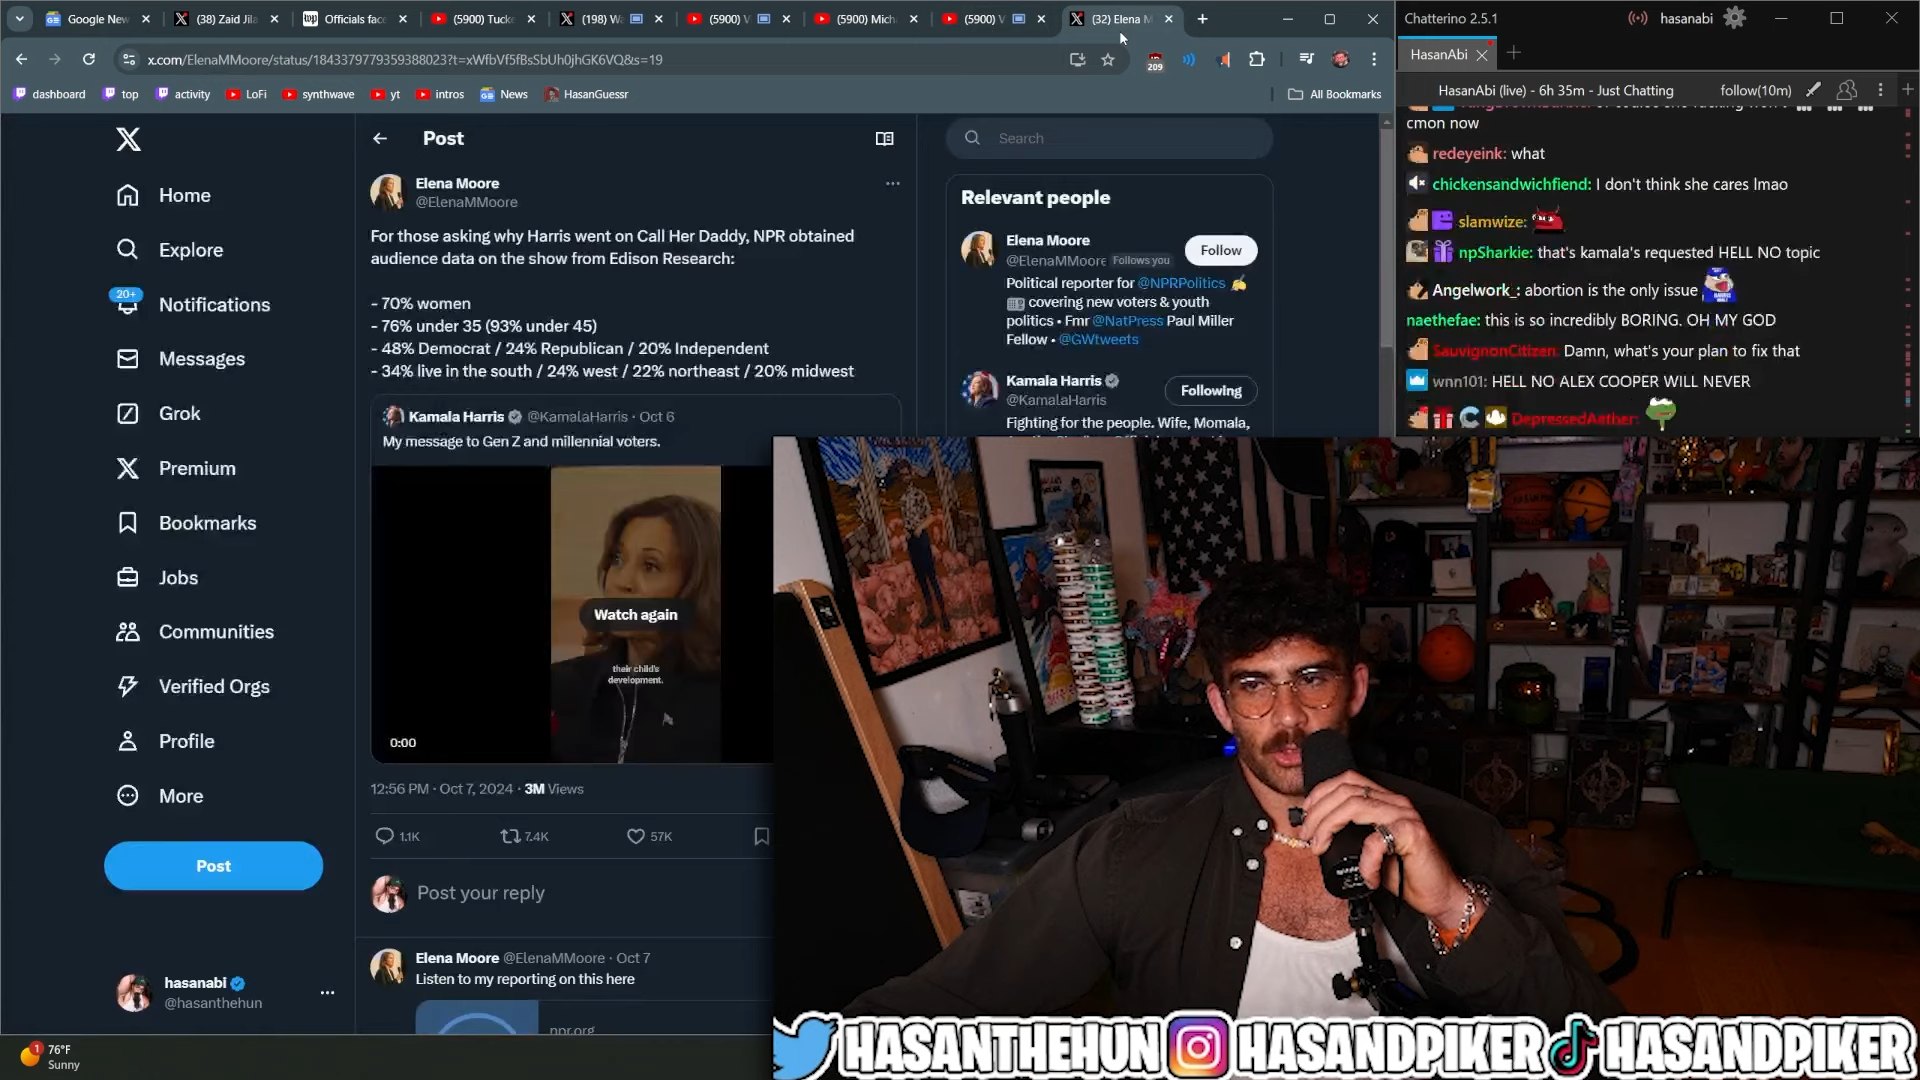 Google New
(38) Zaid Jila
Officials face
(5900) Tucke
(198) W
(5900) V
(5900) Mich
(5900) V
(32) Elena M
x.com/ElenaMMoore/status/1843379779359388023?t=xWfbVf5fBsSbUh0jhGK6VQ&s=19
209
dashboard
top
activity
LoFi
synthwave
yt
intros
News
HasanGuessr
All Bookmarks
Home
Explore
20+
Notifications
Messages
Grok
Premium
Bookmarks
Jobs
Communities
Verified Orgs
Profile
More
Post
hasanabi
@hasanthehun
Post
Elena Moore
@ElenaMMoore
For those asking why Harris went on Call Her Daddy, NPR obtained
audience data on the show from Edison Research:
- 70% women
- 76% under 35 (93% under 45)
- 48% Democrat / 24% Republican / 20% Independent
- 34% live in the south / 24% west / 22% northeast / 20% midwest
Kamala Harris @KamalaHarris · Oct 6
My message to Gen Z and millennial voters.
Watch again
their child's
development.
0:00
12:56 PM · Oct 7, 2024 · 3M Views
1.1K
7.4K
57K
Post your reply
Elena Moore @ElenaMMoore · Oct 7
Listen to my reporting on this here
npr.org
Search
Relevant people
Elena Moore
@ElenaMMoore Follows you
Follow
Political reporter for @NPRPolitics
covering new voters & youth
politics • Fmr @NatPress Paul Miller
Fellow • @GWtweets
Kamala Harris
@KamalaHarris
Following
Fighting for the people. Wife, Momala,
Chatterino 2.5.1
hasanabi
HasanAbi
HasanAbi (live) - 6h 35m - Just Chatting
follow(10m)
cmon now
redeyeink: what
chickensandwichfiend: I don't think she cares lmao
slamwize:
npSharkie: that's kamala's requested HELL NO topic
Angelwork_: abortion is the only issue
naethefae: this is so incredibly BORING. OH MY GOD
SauvignonCitizen: Damn, what's your plan to fix that
wnn101: HELL NO ALEX COOPER WILL NEVER
DepressedAether:
1
76°F
Sunny
HASANTHEHUN
HASANDPIKER
HASANDPIKER